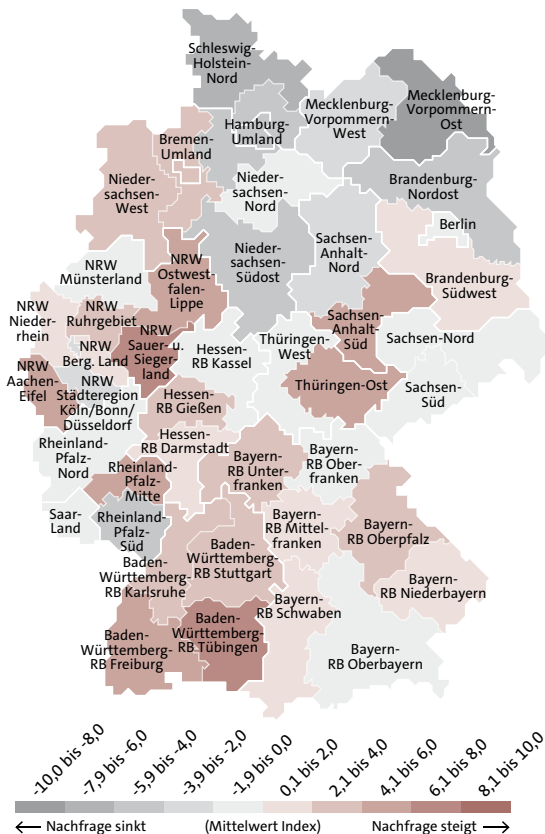 Schleswig-
Holstein-
Nord
Mecklenburg-
Vorpommern-
Ost
Mecklenburg-
Vorpommern-
West
Hamburg-
Umland
Bremen-
Umland
Nieder-
sachsen-
West
Nieder-
sachsen-
Nord
Brandenburg-
Nordost
Berlin
Nieder-
sachsen-
Südost
Sachsen-
Anhalt-
Nord
NRW
Münsterland
NRW
Ostwest-
falen-
Lippe
Brandenburg-
Südwest
NRW
Nieder-
rhein
NRW
Ruhrgebiet
NRW
Sauer- u.
Sieger-
land
Sachsen-
Anhalt-
Süd
Sachsen-Nord
NRW
Berg. Land
Hessen-
RB Kassel
Thüringen-
West
NRW
Aachen-
Eifel
NRW
Städteregion
Köln/Bonn/
Düsseldorf
Thüringen-Ost
Sachsen-
Süd
Hessen-
RB Gießen
Rheinland-
Pfalz-
Nord
Hessen-
RB Darmstadt
Bayern-
RB Unter-
franken
Bayern-
RB Ober-
franken
Rheinland-
Pfalz-
Mitte
Saar-
Land
Rheinland-
Pfalz-
Süd
Bayern-
RB Mittel-
franken
Bayern-
RB Oberpfalz
Baden-
Württemberg-
RB Stuttgart
Baden-
Württemberg-
RB Karlsruhe
Bayern-
RB Niederbayern
Bayern-
RB Schwaben
Baden-
Württemberg-
RB Tübingen
Baden-
Württemberg-
RB Freiburg
Bayern-
RB Oberbayern
-10,0 bis -8,0
-7,9 bis -6,0
-5,9 bis -4,0
-3,9 bis -2,0
-1,9 bis 0,0
0,1 bis 2,0
2,1 bis 4,0
4,1 bis 6,0
6,1 bis 8,0
8,1 bis 10,0
← Nachfrage sinkt (Mittelwert Index) Nachfrage steigt →